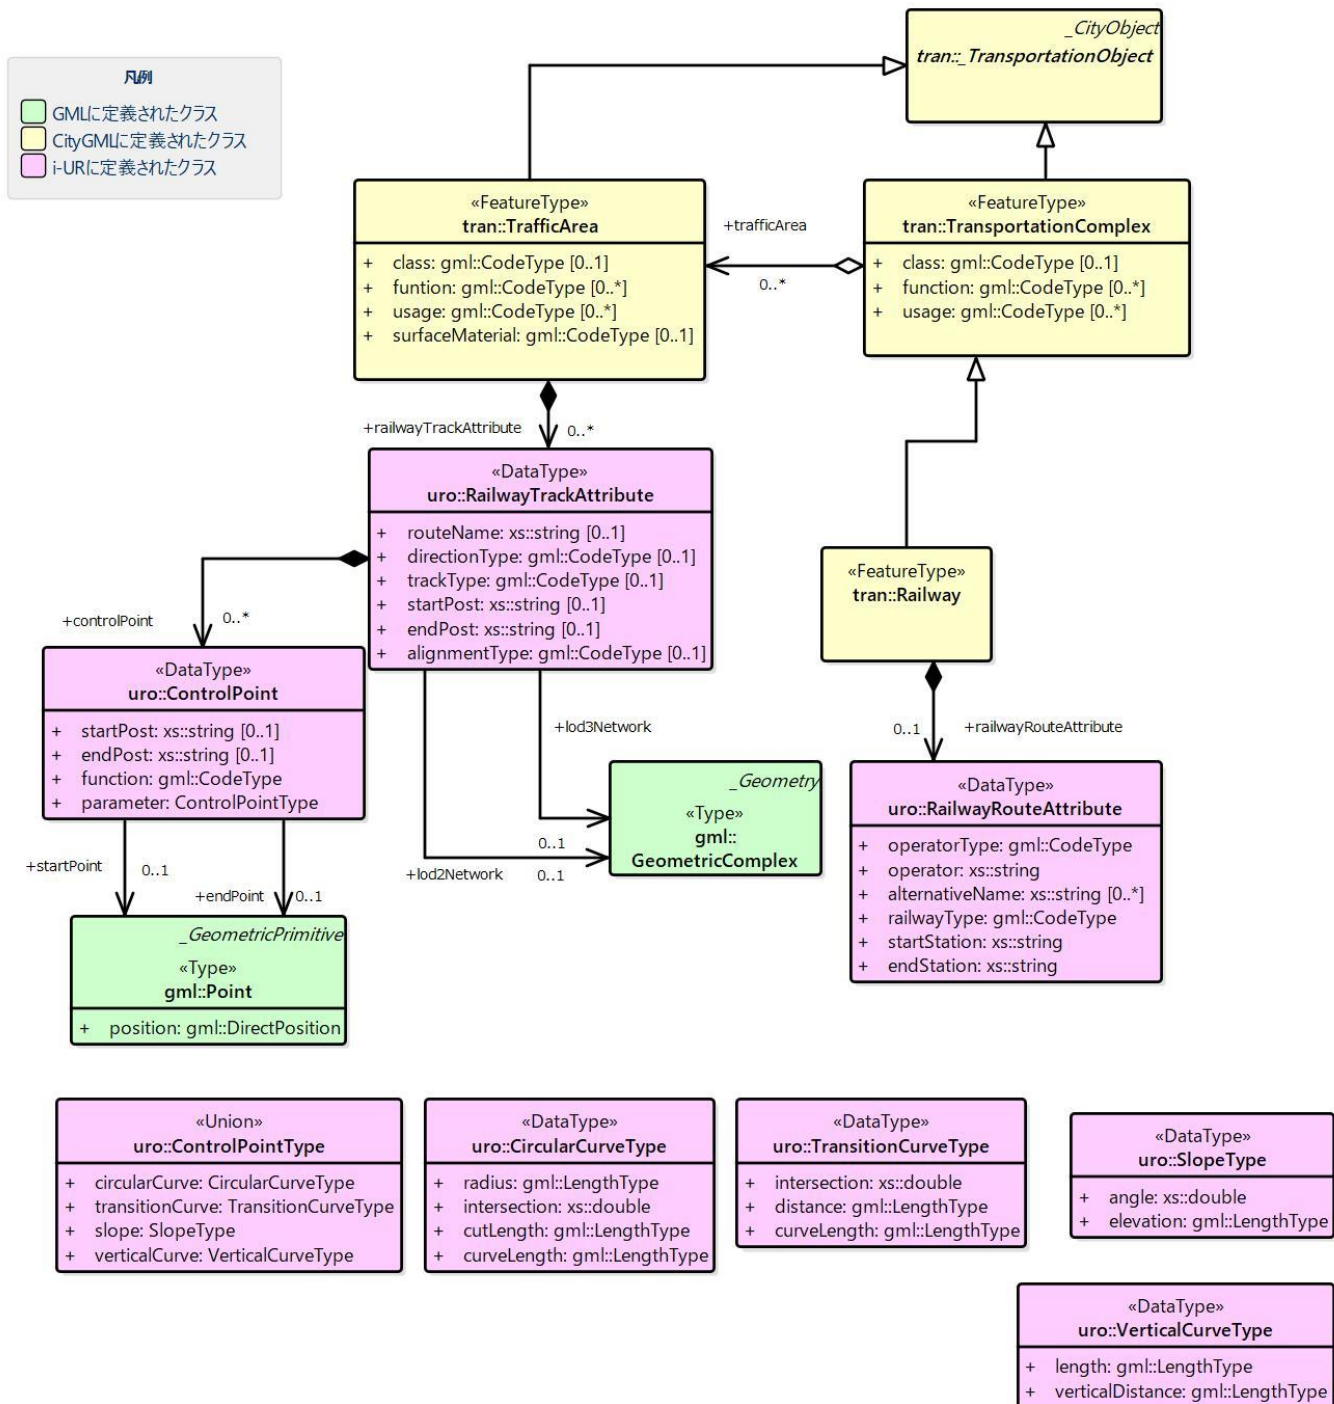 凡例
GMLに定義されたクラス
CityGMLに定義されたクラス
i-URに定義されたクラス
_CityObject
tran::_TransportationObject
«FeatureType»
tran::TrafficArea
+ class: gml::CodeType [0..1]
+ funtion: gml::CodeType [0..*]
+ usage: gml::CodeType [0..*]
+ surfaceMaterial: gml::CodeType [0..1]
+trafficArea
0..*
«FeatureType»
tran::TransportationComplex
+ class: gml::CodeType [0..1]
+ function: gml::CodeType [0..*]
+ usage: gml::CodeType [0..*]
+railwayTrackAttribute
0..*
«DataType»
uro::RailwayTrackAttribute
+ routeName: xs::string [0..1]
+ directionType: gml::CodeType [0..1]
+ trackType: gml::CodeType [0..1]
+ startPost: xs::string [0..1]
+ endPost: xs::string [0..1]
+ alignmentType: gml::CodeType [0..1]
«FeatureType»
tran::Railway
+controlPoint
0..*
«DataType»
uro::ControlPoint
+ startPost: xs::string [0..1]
+ endPost: xs::string [0..1]
+ function: gml::CodeType
+ parameter: ControlPointType
+lod3Network
0..1
+lod2Network
0..1
_Geometry
«Type»
gml::
GeometricComplex
0..1
+railwayRouteAttribute
«DataType»
uro::RailwayRouteAttribute
+ operatorType: gml::CodeType
+ operator: xs::string
+ alternativeName: xs::string [0..*]
+ railwayType: gml::CodeType
+ startStation: xs::string
+ endStation: xs::string
+startPoint
0..1
+endPoint
0..1
_GeometricPrimitive
«Type»
gml::Point
+ position: gml::DirectPosition
«Union»
uro::ControlPointType
+ circularCurve: CircularCurveType
+ transitionCurve: TransitionCurveType
+ slope: SlopeType
+ verticalCurve: VerticalCurveType
«DataType»
uro::CircularCurveType
+ radius: gml::LengthType
+ intersection: xs::double
+ cutLength: gml::LengthType
+ curveLength: gml::LengthType
«DataType»
uro::TransitionCurveType
+ intersection: xs::double
+ distance: gml::LengthType
+ curveLength: gml::LengthType
«DataType»
uro::SlopeType
+ angle: xs::double
+ elevation: gml::LengthType
«DataType»
uro::VerticalCurveType
+ length: gml::LengthType
+ verticalDistance: gml::LengthType